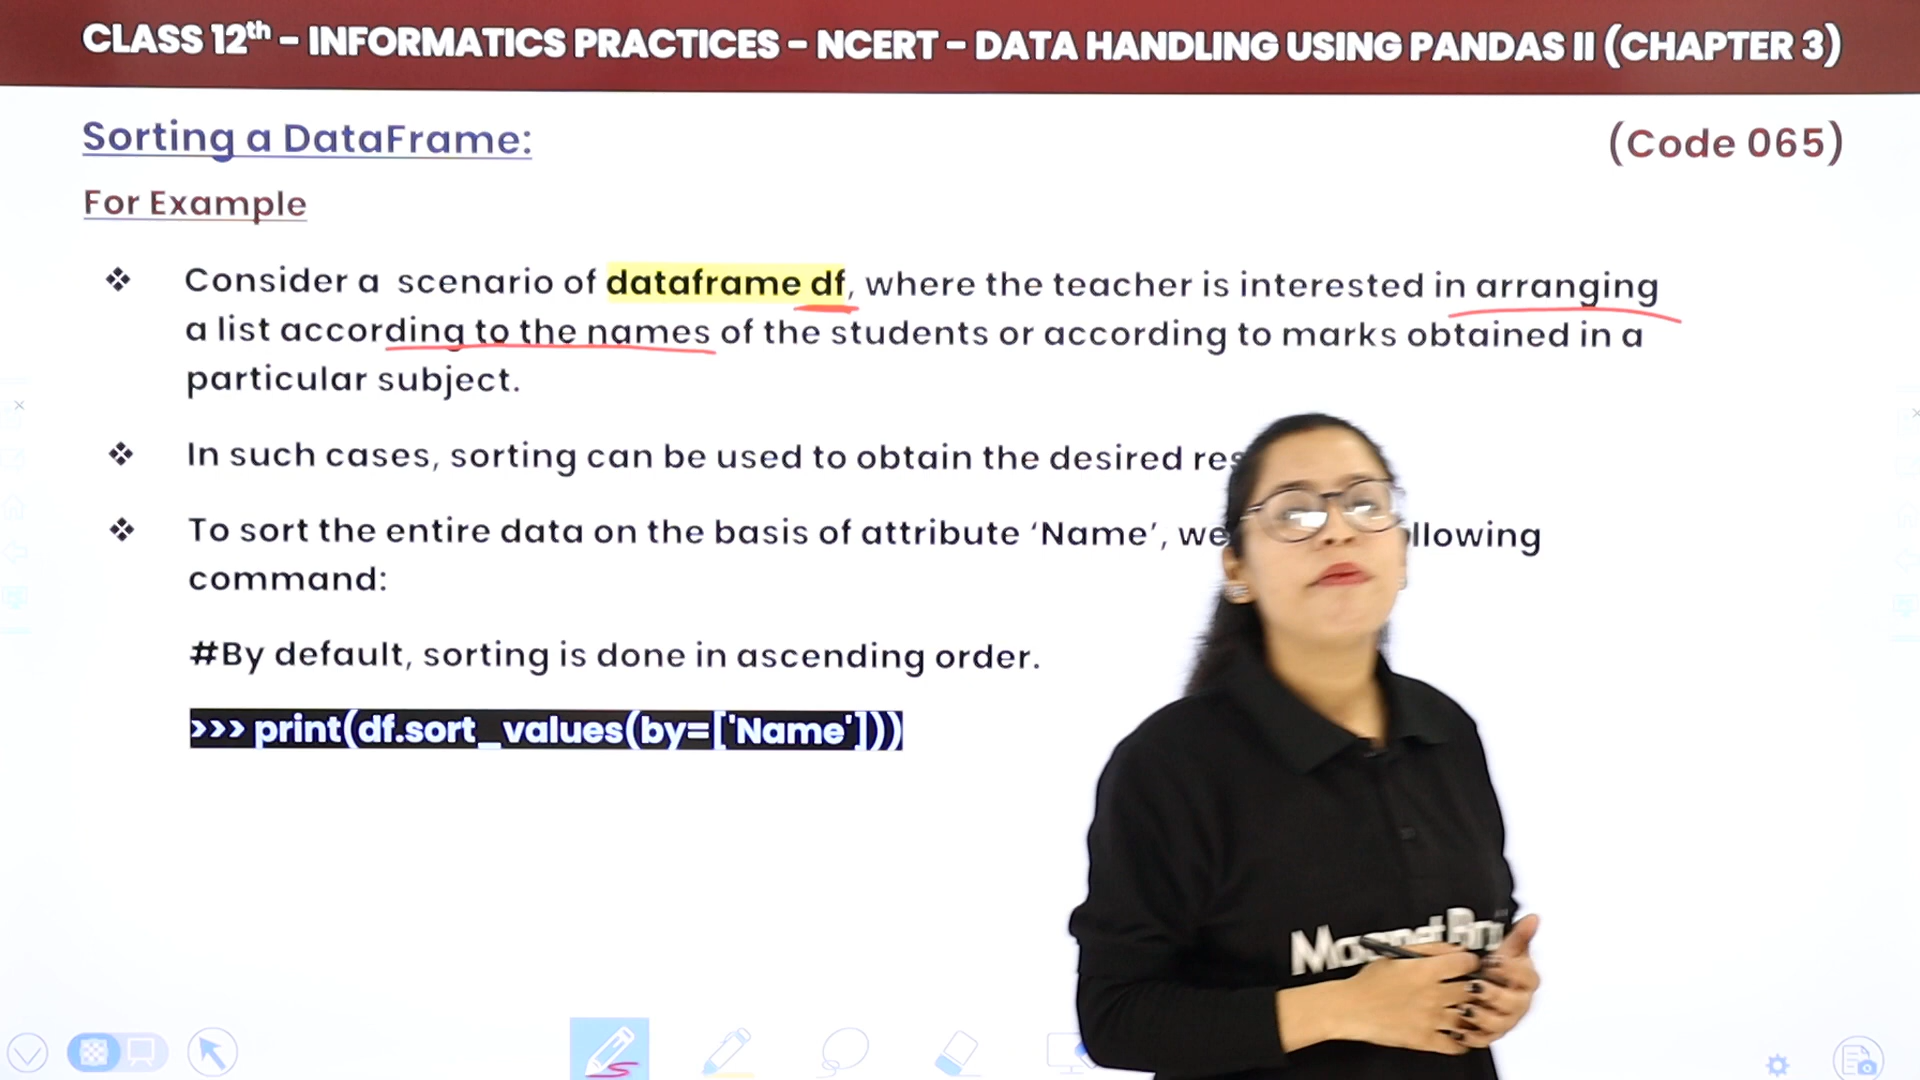 CLASS 12th – INFORMATICS PRACTICES – NCERT – DATA HANDLING USING PANDAS II (CHAPTER 3)
Sorting a DataFrame:
(Code 065)
For Example
❖ Consider a scenario of dataframe df, where the teacher is interested in arranging
a list according to the names of the students or according to marks obtained in a
particular subject.
❖ In such cases, sorting can be used to obtain the desired
❖ To sort the entire data on the basis of attribute ‘Name’, we
command:
#By default, sorting is done in ascending order.
>>> print(df.sort_values(by=['Name']))